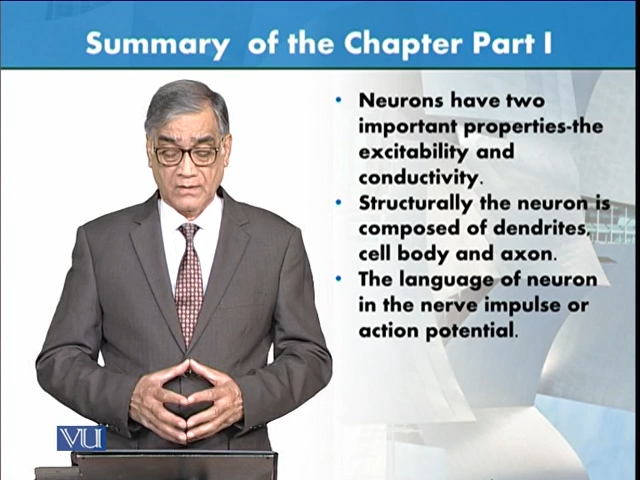 Summary of the Chapter Part I
• Neurons have two
important properties-the
excitability and
conductivity.
• Structurally the neuron is
composed of dendrites,
cell body and axon.
• The language of neuron
in the nerve impulse or
action potential.
VU